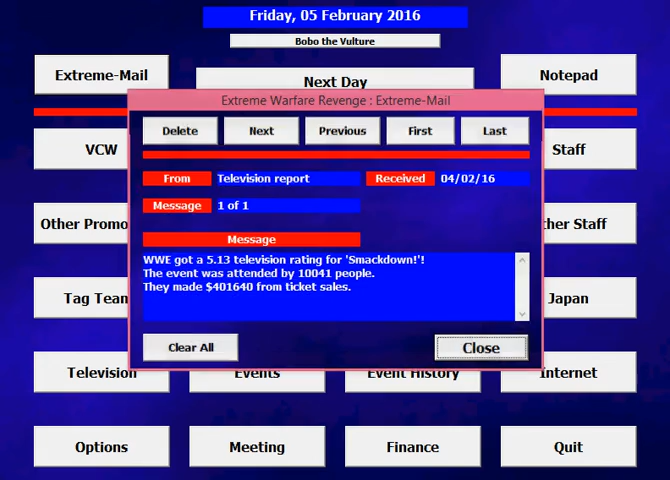 Friday, 05 February 2016
Bobo the Vulture
Extreme-Mail
Next Day
Notepad
Extreme Warfare Revenge : Extreme-Mail
Delete
Next
Previous
First
Last
VCW
Staff
From
Television report
Received
04/02/16
Message
1 of 1
Other Promo
her Staff
Message
WWE got a 5.13 television rating for 'Smackdown!'!
The event was attended by 10041 people.
They made $401640 from ticket sales.
Tag Team
Japan
Clear All
Close
Television
Events
Event History
Internet
Options
Meeting
Finance
Quit